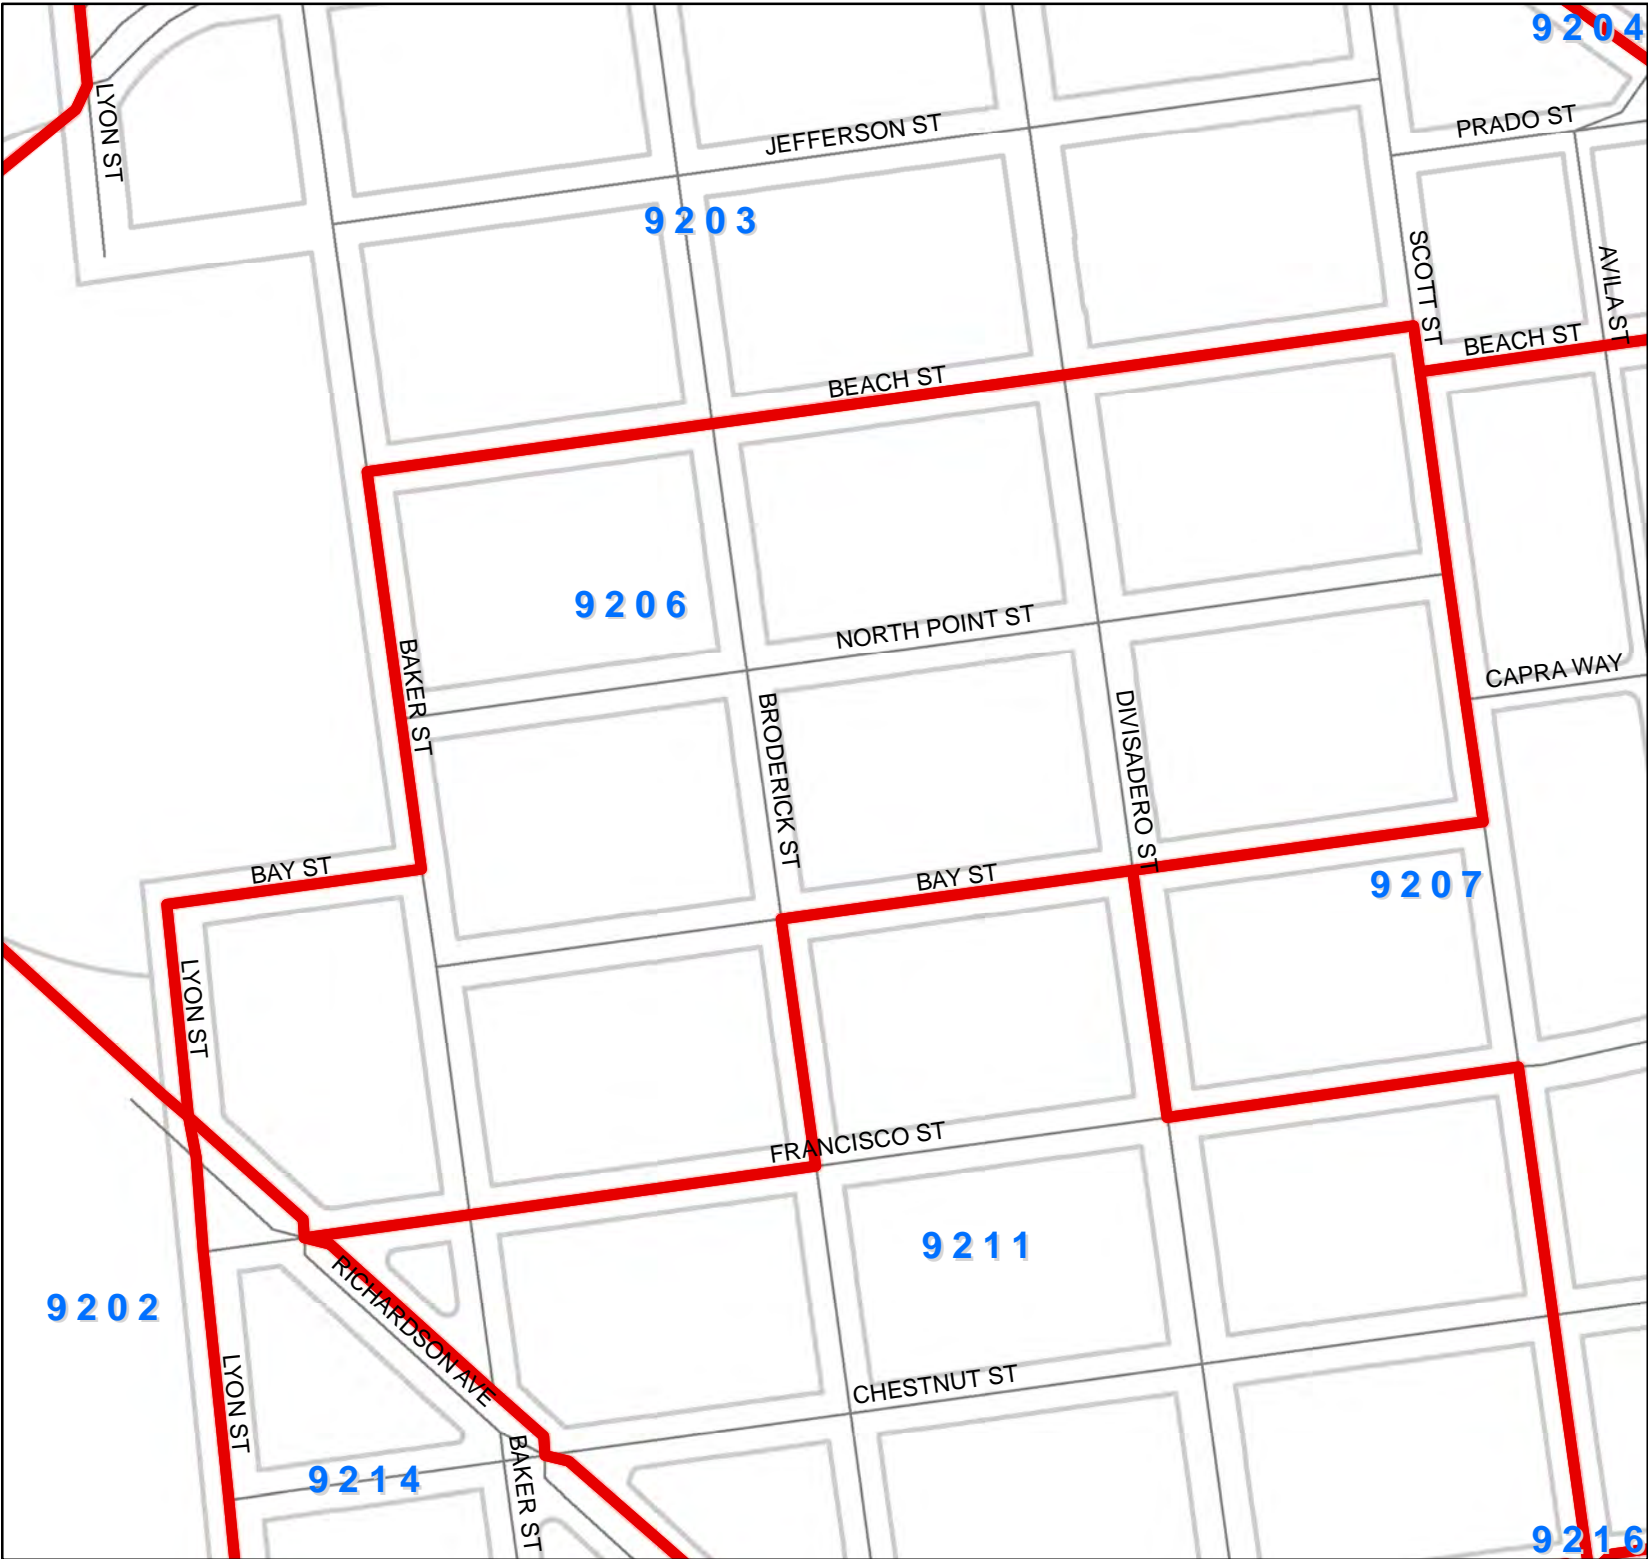 9204
LYON ST
JEFFERSON ST
PRADO ST
9203
SCOTT ST
AVILA ST
BEACH ST
BEACH ST
9206
NORTH POINT ST
BAKER ST
CAPRA WAY
BRODERICK ST
DIVISADERO ST
BAY ST
BAY ST
9207
LYON ST
FRANCISCO ST
9211
9202
RICHARDSON AVE
LYON ST
CHESTNUT ST
BAKER ST
9214
9216